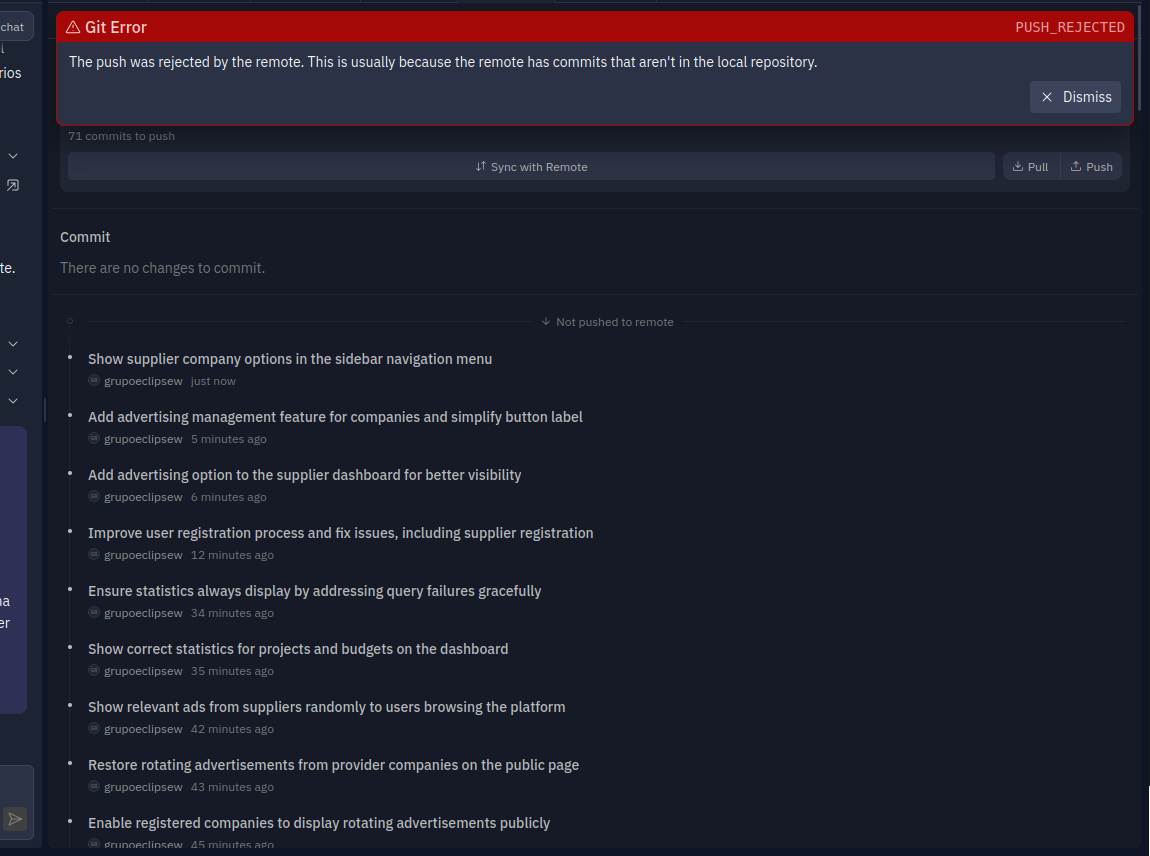 chat
Git Error
PUSH_REJECTED
The push was rejected by the remote. This is usually because the remote has commits that aren't in the local repository.
Dismiss
71 commits to push
Sync with Remote
Pull
Push
Commit
There are no changes to commit.
Not pushed to remote
Show supplier company options in the sidebar navigation menu
grupoeclipsew just now
Add advertising management feature for companies and simplify button label
grupoeclipsew 5 minutes ago
Add advertising option to the supplier dashboard for better visibility
grupoeclipsew 6 minutes ago
Improve user registration process and fix issues, including supplier registration
grupoeclipsew 12 minutes ago
Ensure statistics always display by addressing query failures gracefully
grupoeclipsew 34 minutes ago
Show correct statistics for projects and budgets on the dashboard
grupoeclipsew 35 minutes ago
Show relevant ads from suppliers randomly to users browsing the platform
grupoeclipsew 42 minutes ago
Restore rotating advertisements from provider companies on the public page
grupoeclipsew 43 minutes ago
Enable registered companies to display rotating advertisements publicly
grupoeclipsew 45 minutes ago
rios
te.
na
er